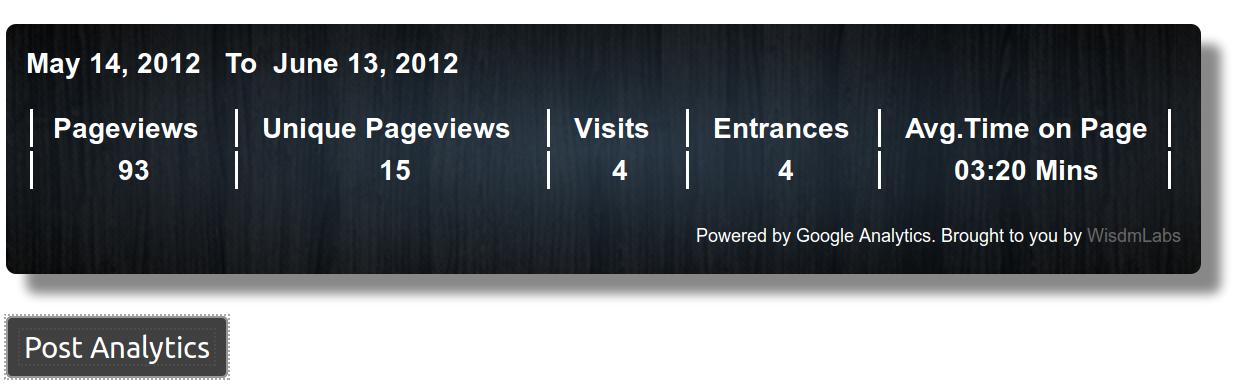 May 14, 2012 To June 13, 2012
Pageviews Unique Pageviews Visits Entrances Avg.Time on Page
93 15 4 4 03:20 Mins
Powered by Google Analytics. Brought to you by WisdmLabs
Post Analytics